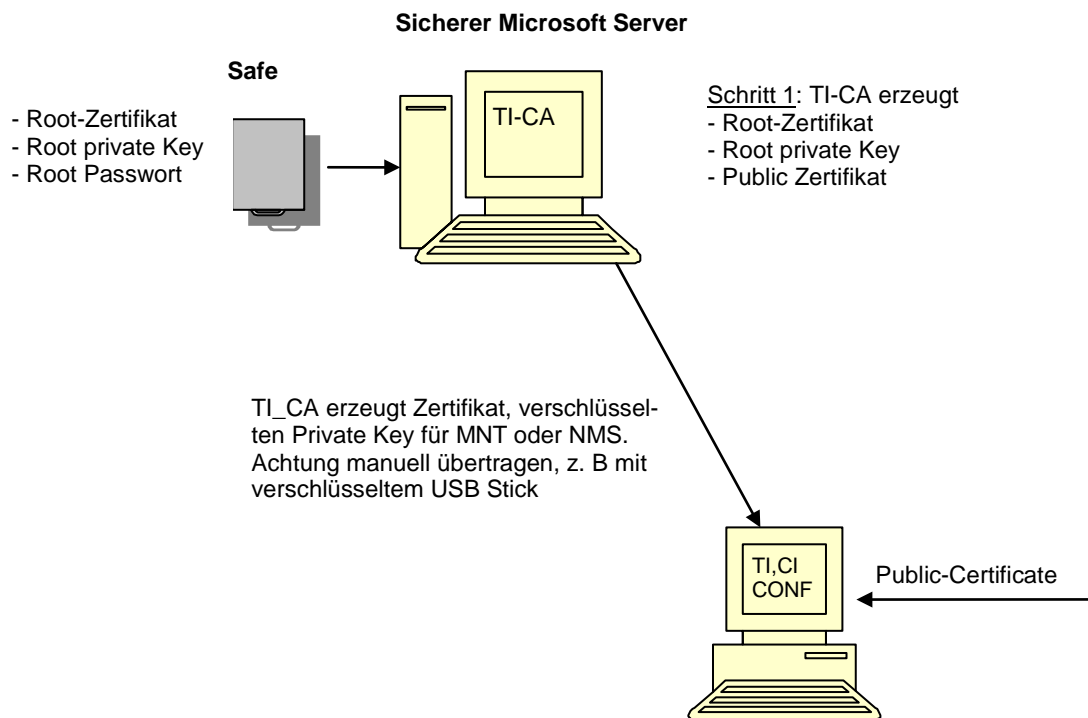 Sicherer Microsoft Server
Safe
- Root-Zertifikat
- Root private Key
- Root Passwort
TI-CA
Schritt 1: TI-CA erzeugt
- Root-Zertifikat
- Root private Key
- Public Zertifikat
TI_CA erzeugt Zertifikat, verschlüssel-
ten Private Key für MNT oder NMS.
Achtung manuell übertragen, z. B mit
verschlüsseltem USB Stick
TI,CI
CONF
Public-Certificate